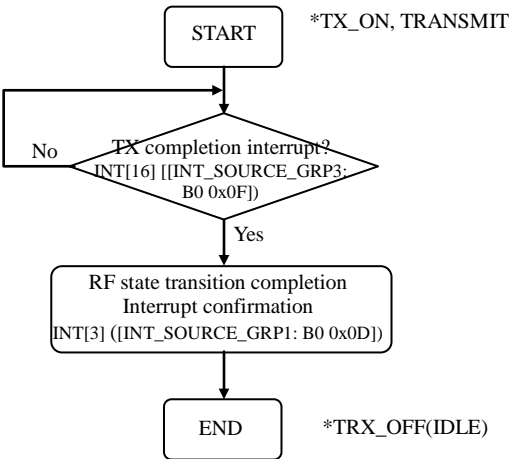 START
*TX_ON, TRANSMIT
No
TX completion interrupt?
INT[16] [[INT_SOURCE_GRP3:
B0 0x0F])
Yes
RF state transition completion
Interrupt confirmation
INT[3] ([INT_SOURCE_GRP1: B0 0x0D])
END
*TRX_OFF(IDLE)